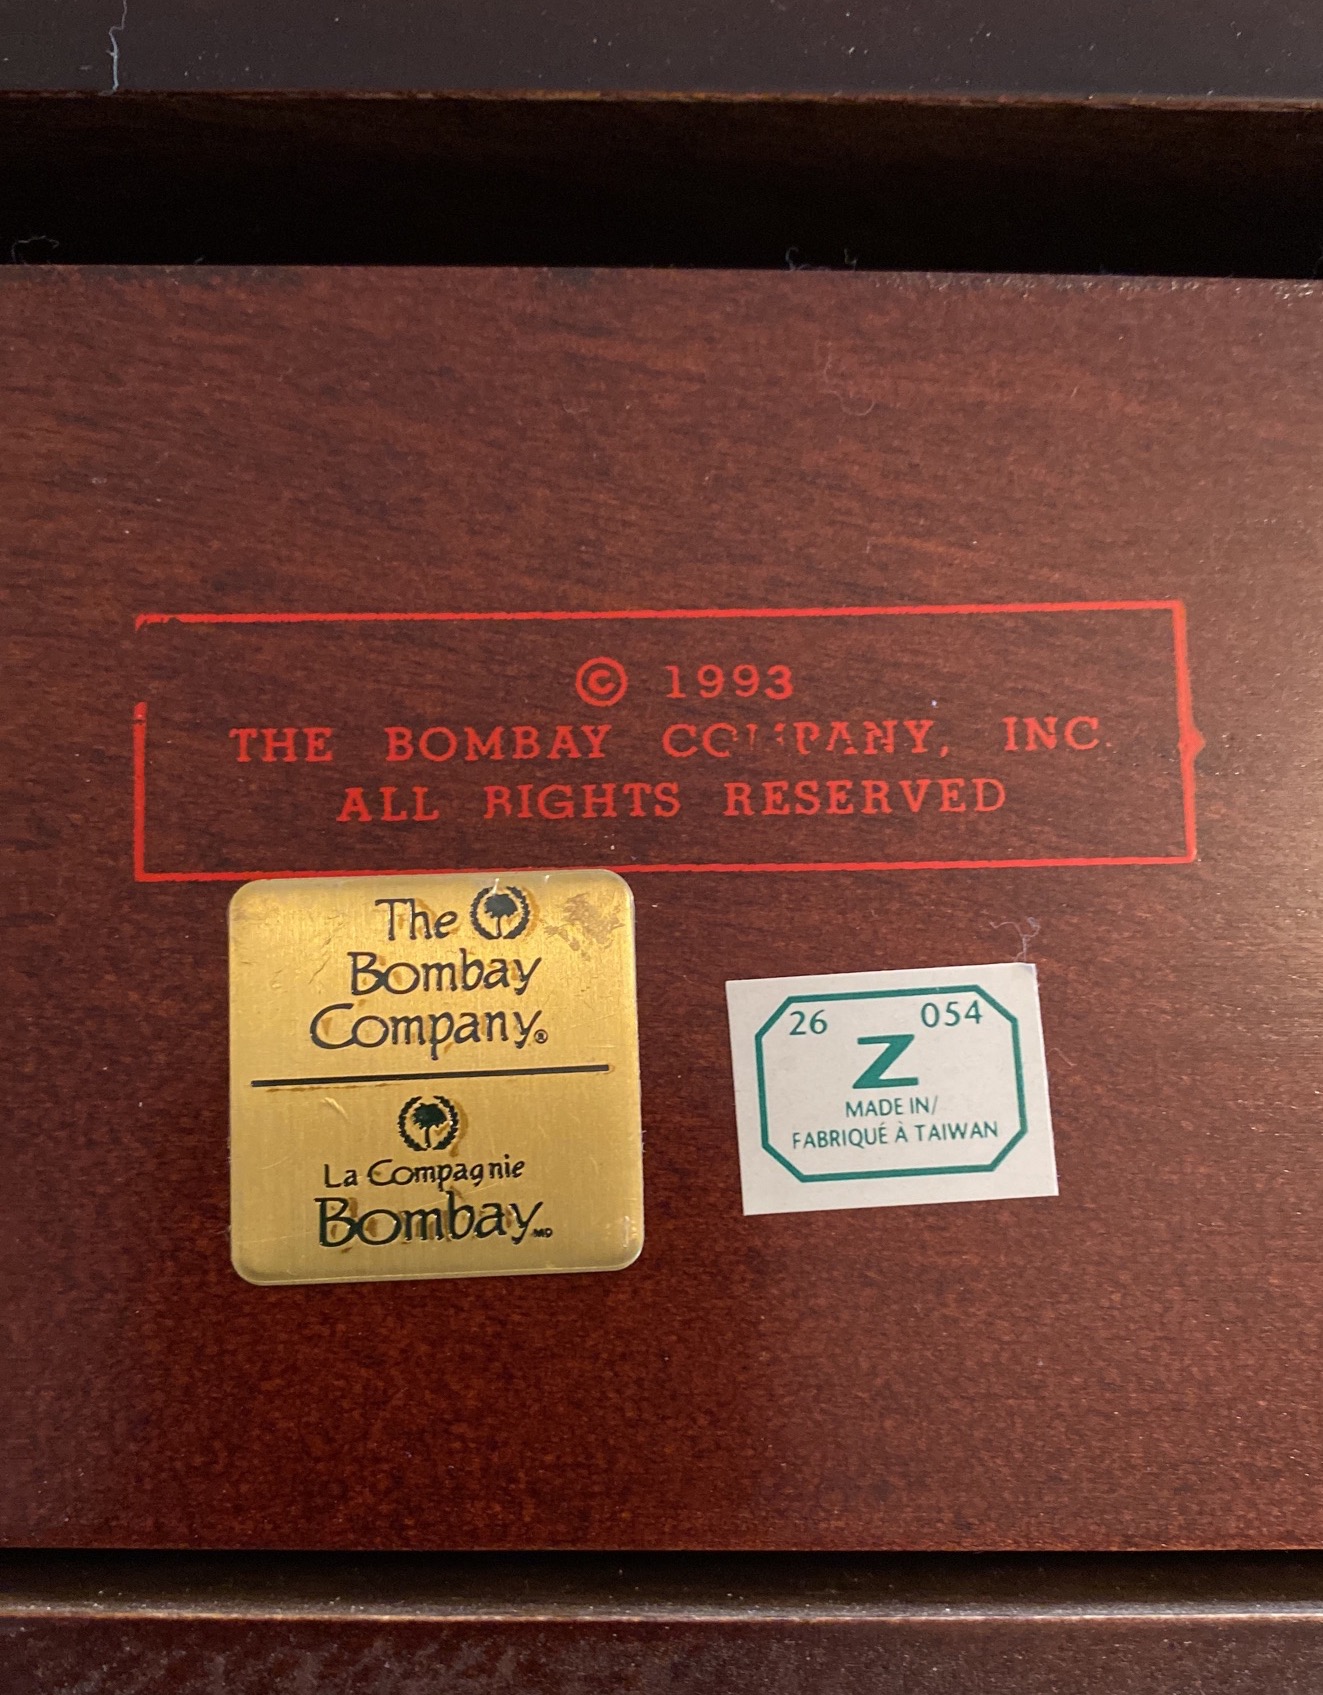 © 1993
THE BOMBAY COMPANY, INC.
ALL RIGHTS RESERVED
The
Bombay
Company®
La Compagnie
Bombay MD
26 054
Z
MADE IN/
FABRIQUÉ À TAIWAN